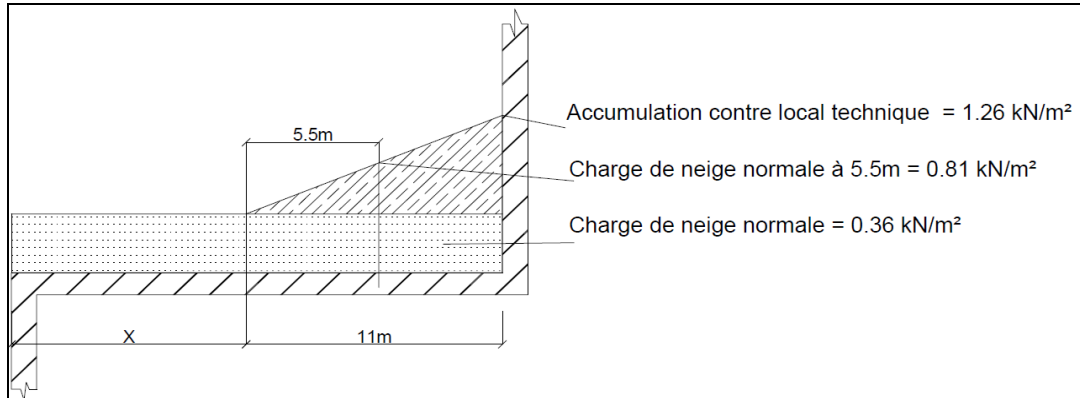 Accumulation contre local technique = 1.26 kN/m²
5.5m
Charge de neige normale à 5.5m = 0.81 kN/m²
Charge de neige normale = 0.36 kN/m²
X
11m